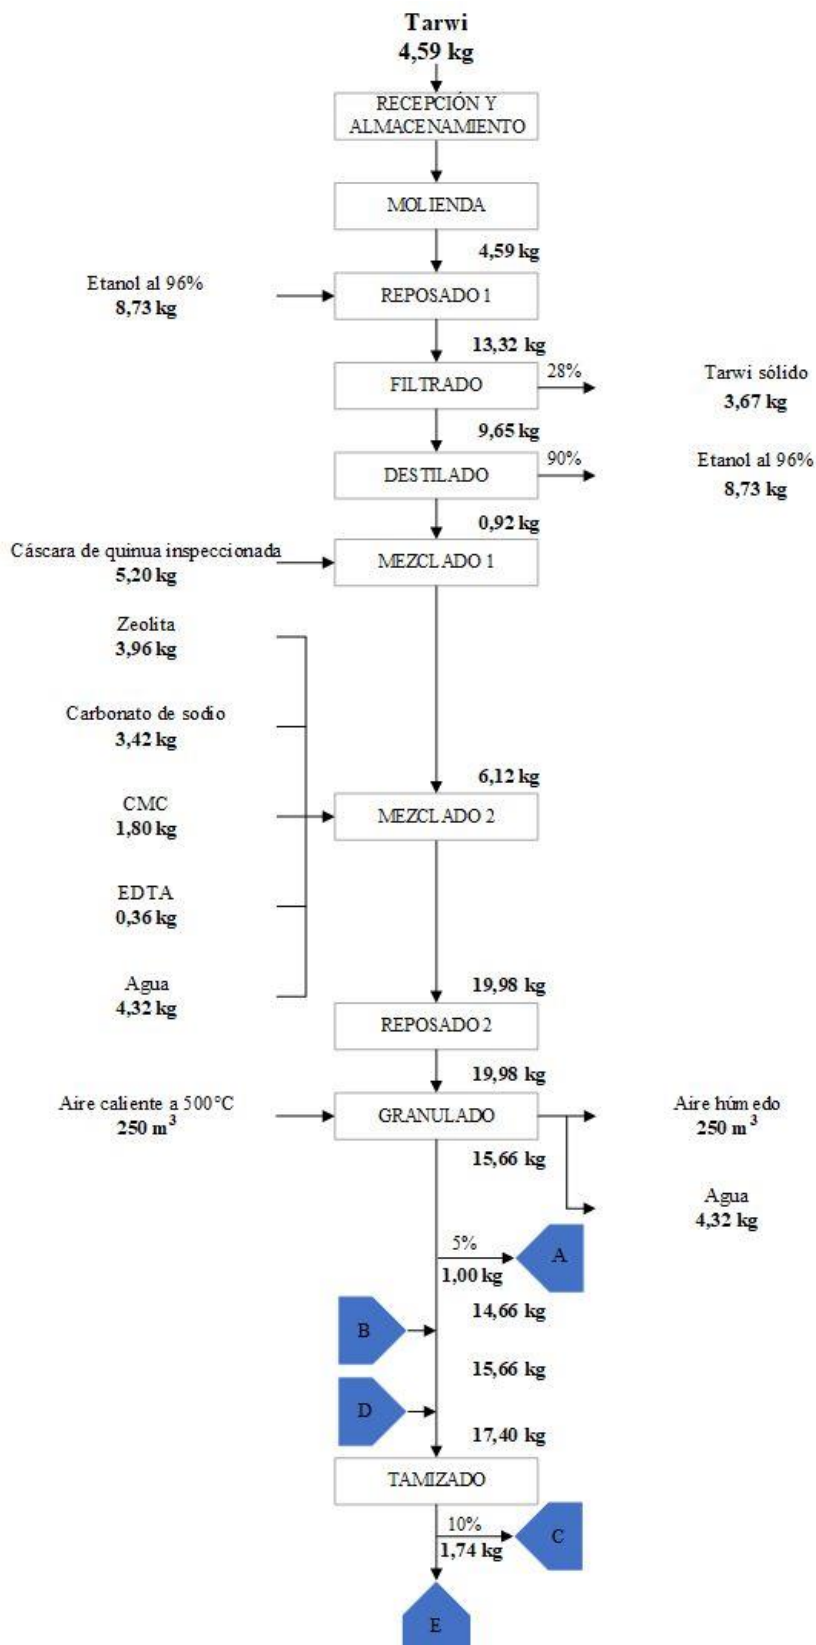 Tarwi
4,59 kg
RECEPCIÓN Y
ALMACENAMIENTO
MOLIENDA
4,59 kg
Etanol al 96%
8,73 kg
REPOSADO 1
13,32 kg
FILTRADO
28%
Tarwi sólido
3,67 kg
9,65 kg
DESTILADO
90%
Etanol al 96%
8,73 kg
0,92 kg
Cáscara de quinua inspeccionada
5,20 kg
MEZCLADO 1
Zeolita
3,96 kg
Carbonato de sodio
3,42 kg
6,12 kg
CMC
1,80 kg
MEZCLADO 2
EDTA
0,36 kg
Agua
4,32 kg
19,98 kg
REPOSADO 2
19,98 kg
Aire caliente a 500°C
250 m³
GRANULADO
Aire húmedo
250 m³
15,66 kg
Agua
4,32 kg
5%
1,00 kg
A
14,66 kg
B
15,66 kg
D
17,40 kg
TAMIZADO
10%
1,74 kg
C
E